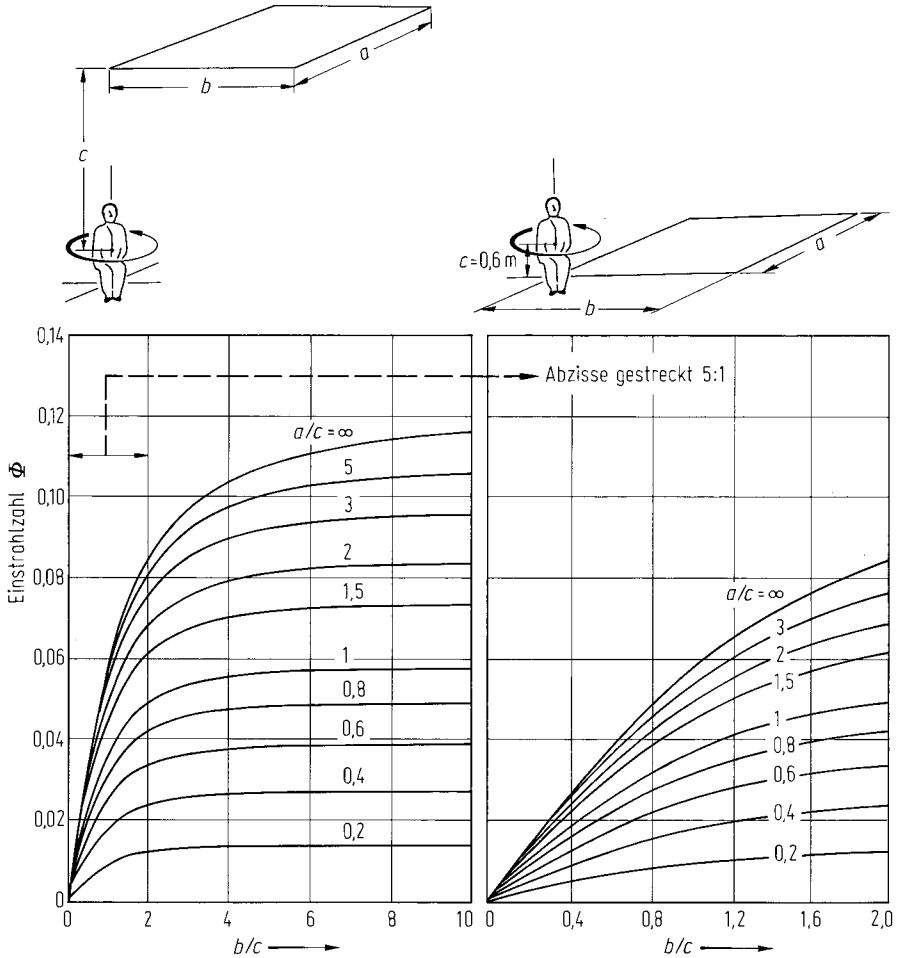 a
b
c
c=0,6 m
a
b
0,14
0,12
0,10
0,08
0,06
0,04
0,02
0
Einstrahlzahl Φ
Abzisse gestreckt 5:1
a/c = ∞
5
3
2
1,5
1
0,8
0,6
0,4
0,2
0 2 4 6 8 10
b/c
a/c = ∞
3
2
1,5
1
0,8
0,6
0,4
0,2
0 0,4 0,8 1,2 1,6 2,0
b/c